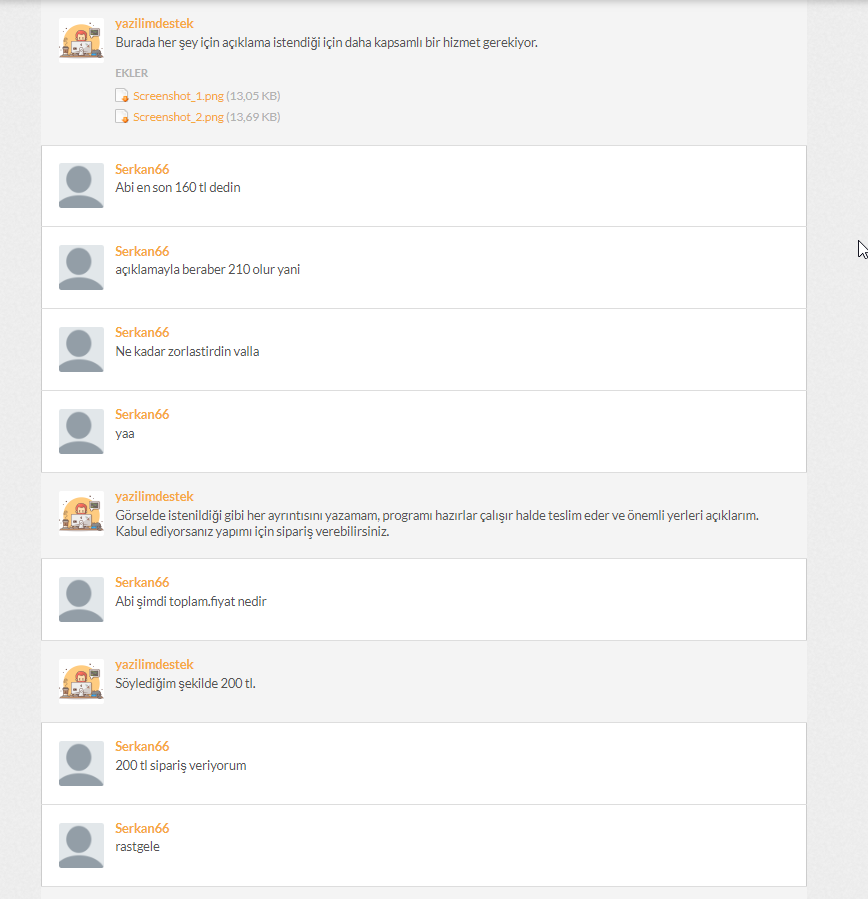 yazilimdestek
Burada her şey için açıklama istendiği için daha kapsamlı bir hizmet gerekiyor.
EKLER
Screenshot_1.png (13,05 KB)
Screenshot_2.png (13,69 KB)
Serkan66
Abi en son 160 tl dedin
Serkan66
açıklamayla beraber 210 olur yani
Serkan66
Ne kadar zorlastirdin valla
Serkan66
yaa
yazilimdestek
Görselde istenildiği gibi her ayrıntısını yazamam, programı hazırlar çalışır halde teslim eder ve önemli yerleri açıklarım.
Kabul ediyorsanız yapımı için sipariş verebilirsiniz.
Serkan66
Abi şimdi toplam.fiyat nedir
yazilimdestek
Söylediğim şekilde 200 tl.
Serkan66
200 tl sipariş veriyorum
Serkan66
rastgele